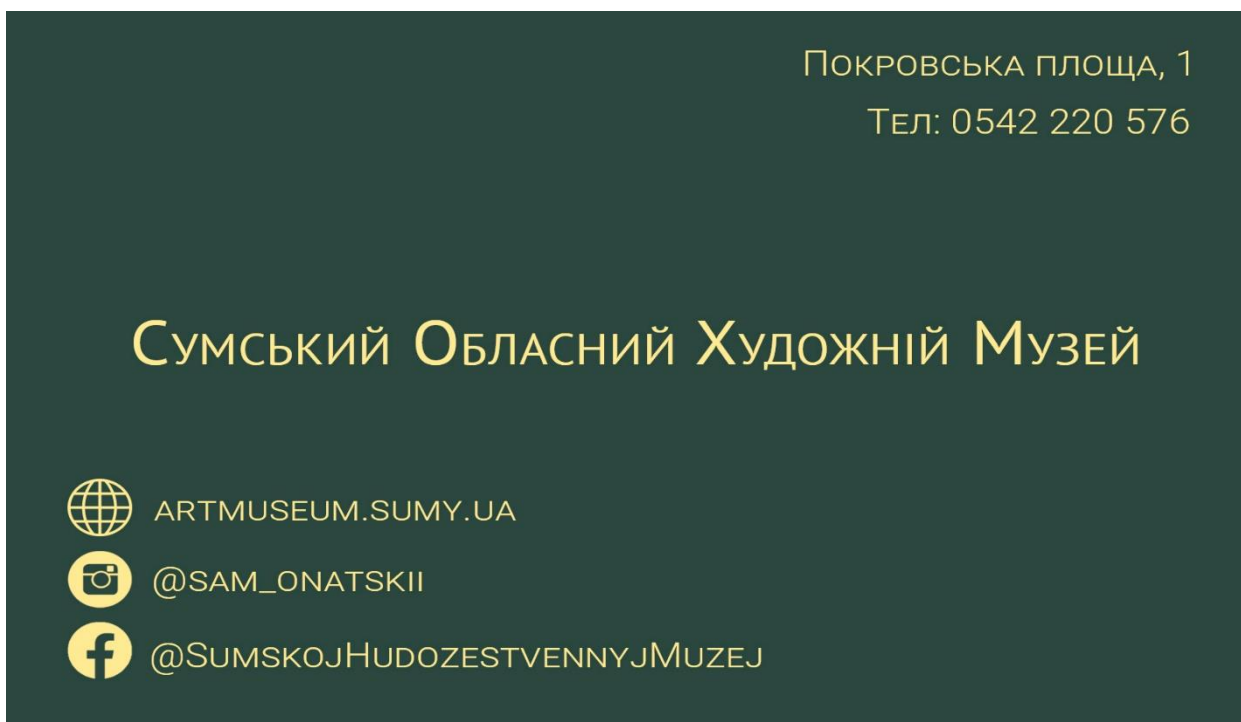 Покровська площа, 1
Тел: 0542 220 576
Сумський Обласний Художній Музей
artmuseum.sumy.ua
@sam_onatskii
@SumskojHudozestvennyjMuzej